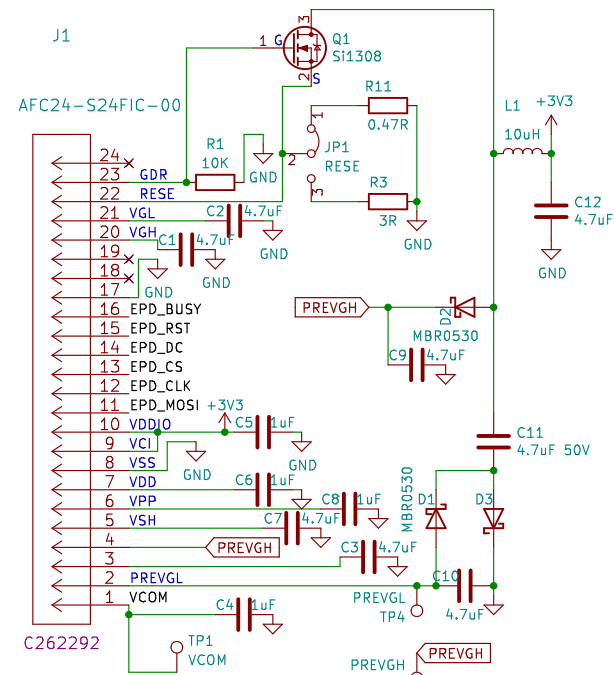 J1
AFC24-S24FIC-00
3
1 G
Q1
Si1308
2 S
R11
0.47R
1
JP1
2
RESE
3
R3
3R
GND
L1
10uH
+3V3
C12
4.7uF
GND
R1
10K
GND
24
23 GDR
22 RESE
21 VGL
C2 4.7uF
GND
20 VGH
C1 4.7uF
GND
19
18
17
GND
16 EPD_BUSY
15 EPD_RST
14 EPD_DC
13 EPD_CS
12 EPD_CLK
11 EPD_MOSI
10 VDDIO
+3V3
C5 1uF
GND
9 VCI
8 VSS
GND
7 VDD
C6 1uF
6 VPP
C8 1uF
5 VSH
C7 4.7uF
4
PREVGH
3
C3 4.7uF
2 PREVGL
1 VCOM
C4 1uF
C262292
TP1
VCOM
PREVGH
D2
MBR0530
C9 4.7uF
C11
4.7uF 50V
MBR0530
D1
D3
C10
4.7uF
PREVGL
TP4
PREVGH
PREVGH